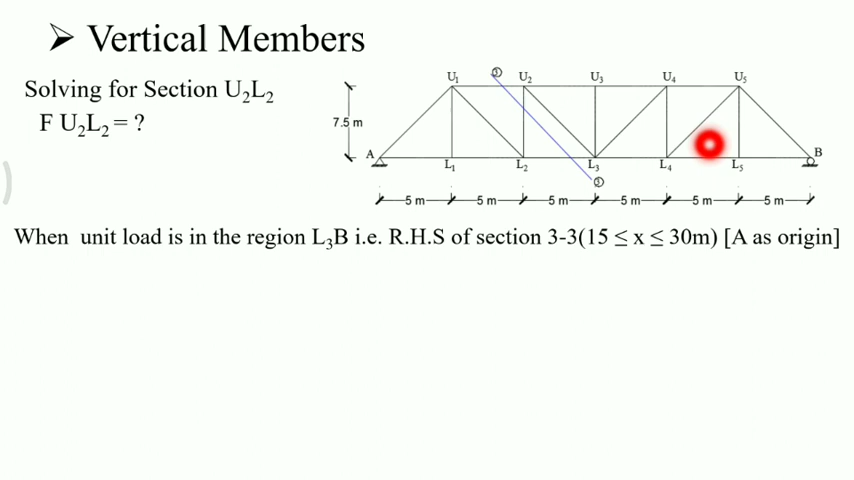 ➢ Vertical Members
Solving for Section U₂L₂
F U₂L₂ = ?
U₁ ③ U₂ U₃ U₄ U₅
7.5 m
A L₁ L₂ L₃ L₄ L₅ B
③
5 m 5 m 5 m 5 m 5 m 5 m
When unit load is in the region L₃B i.e. R.H.S of section 3-3(15 ≤ x ≤ 30m) [A as origin]